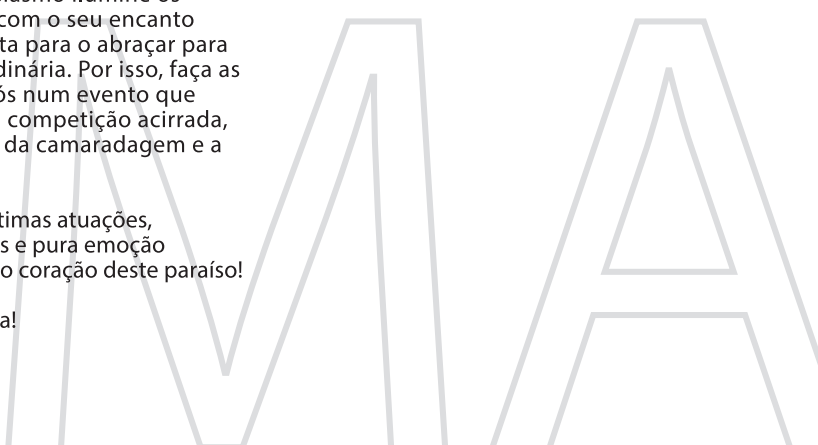 com o seu encanto
ta para o abraçar para
dinária. Por isso, faça as
ós num evento que
competição acirrada,
da camaradagem e a
timas atuações,
s e pura emoção
o coração deste paraíso!
a!
MA